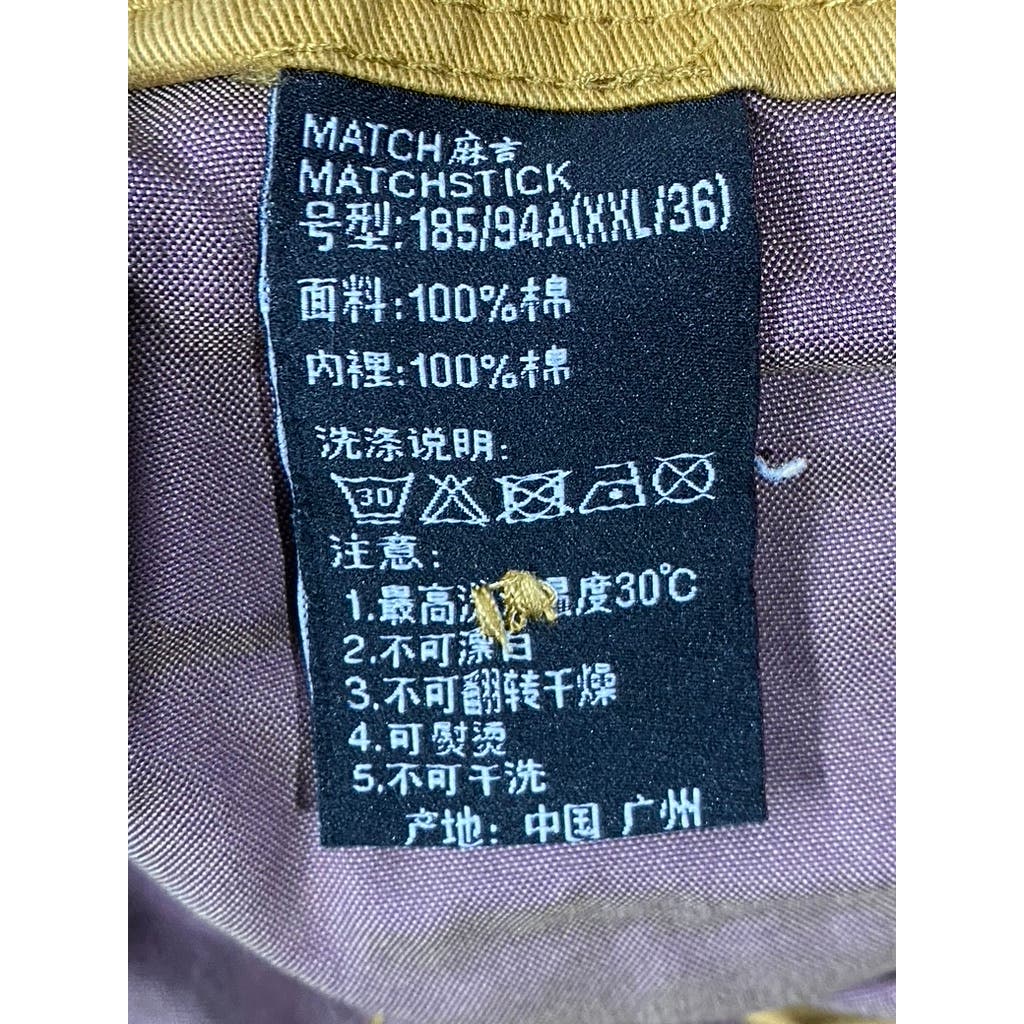 MATCH麻吉
MATCHSTICK
号型:185/94A(XXL/36)
面料:100%棉
内裡:100%棉
洗涤说明:
30
注意:
1.最高 温度30℃
2.不可漂白
3.不可翻转干燥
4.可熨烫
5.不可干洗
产地: 中国 广州